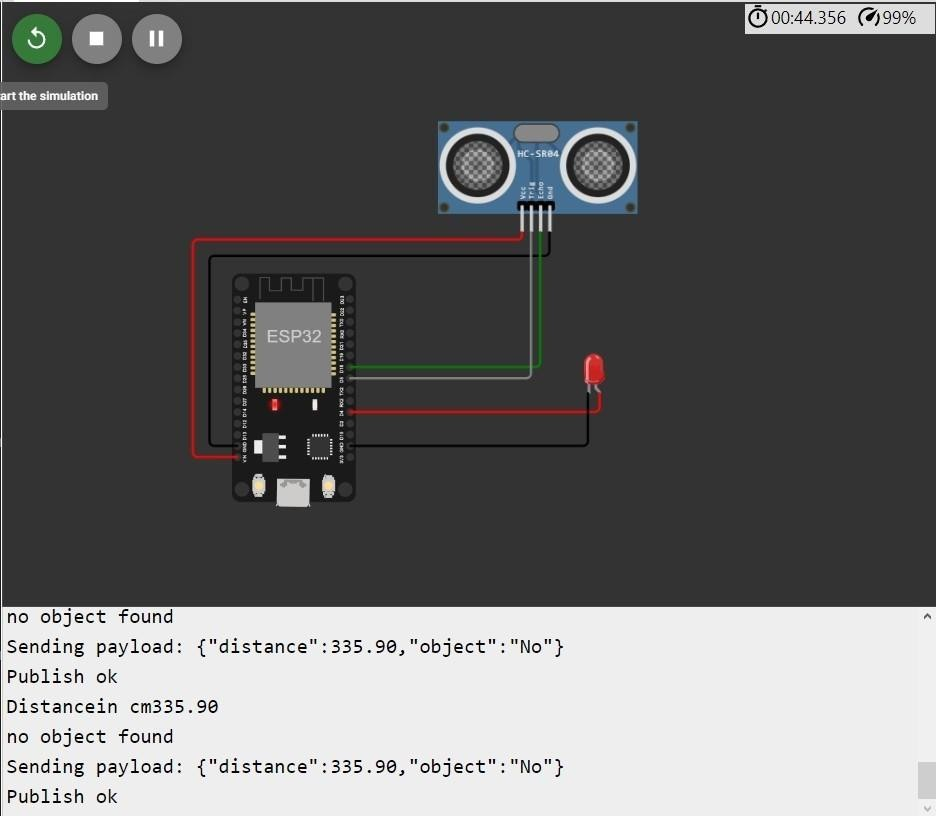 00:44.356 99%
art the simulation
HC-SR04
Vcc
Trig
Echo
Gnd
ESP32
no object found
Sending payload: {"distance":335.90,"object":"No"}
Publish ok
Distancein cm335.90
no object found
Sending payload: {"distance":335.90,"object":"No"}
Publish ok